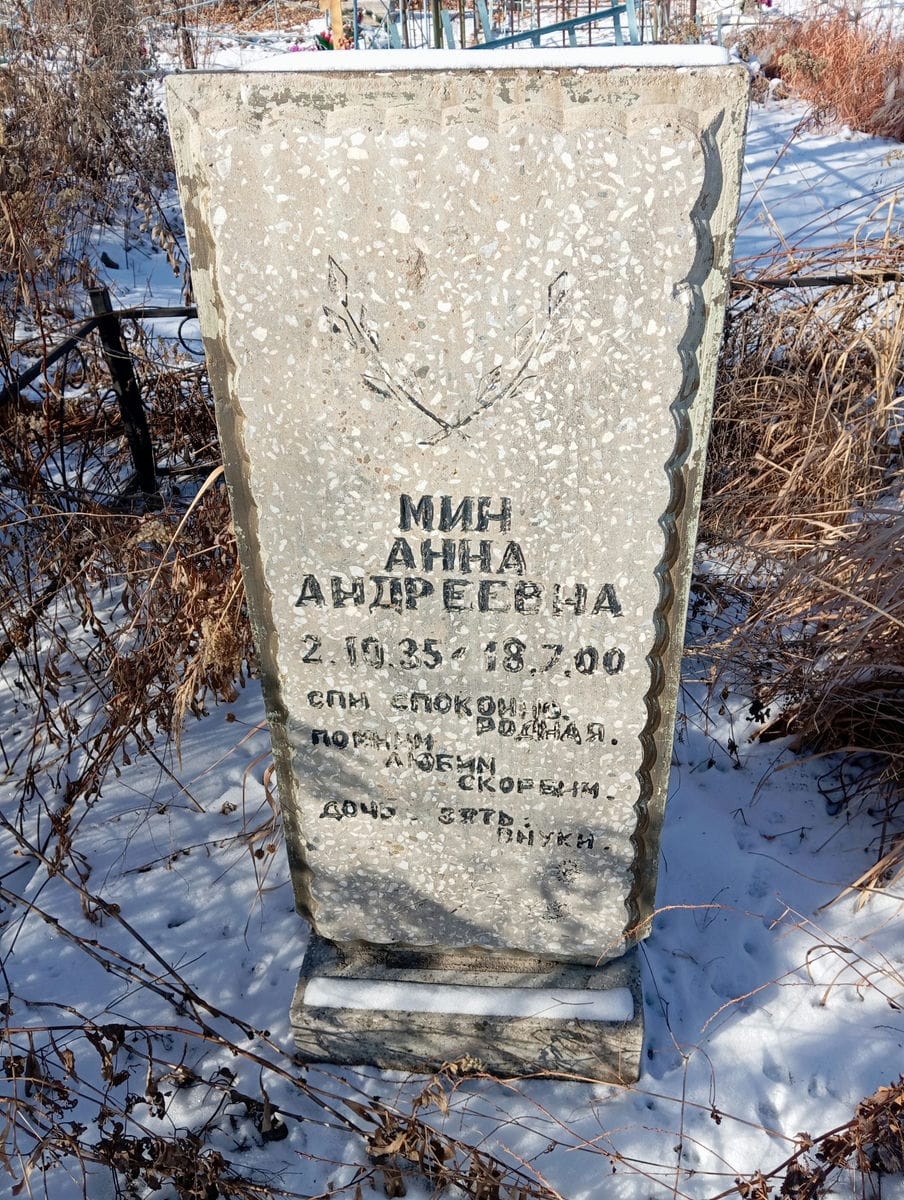 МИН
АННА
АНДРЕЕВНА
2.10.35 - 18.7.00
СПИ СПОКОЙНО,
РОДНАЯ.
ПОМНИМ
ЛЮБИМ
СКОРБИМ.
ДОЧЬ. ЗЯТЬ.
ВНУКИ.